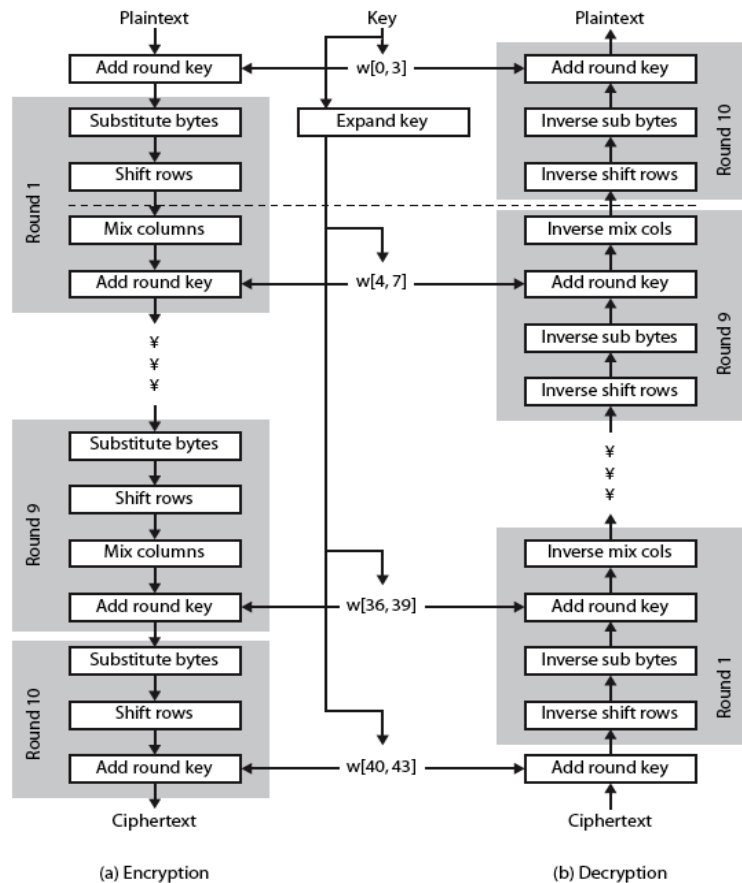 Plaintext
Add round key
Substitute bytes
Shift rows
Mix columns
Add round key
Round 1
¥
¥
¥
Substitute bytes
Shift rows
Mix columns
Add round key
Round 9
Substitute bytes
Shift rows
Add round key
Round 10
Ciphertext
(a) Encryption
Key
w[0, 3]
Expand key
w[4, 7]
w[36, 39]
w[40, 43]
Plaintext
Add round key
Inverse sub bytes
Inverse shift rows
Round 10
Inverse mix cols
Add round key
Inverse sub bytes
Inverse shift rows
Round 9
¥
¥
¥
Inverse mix cols
Add round key
Inverse sub bytes
Inverse shift rows
Round 1
Add round key
Ciphertext
(b) Decryption